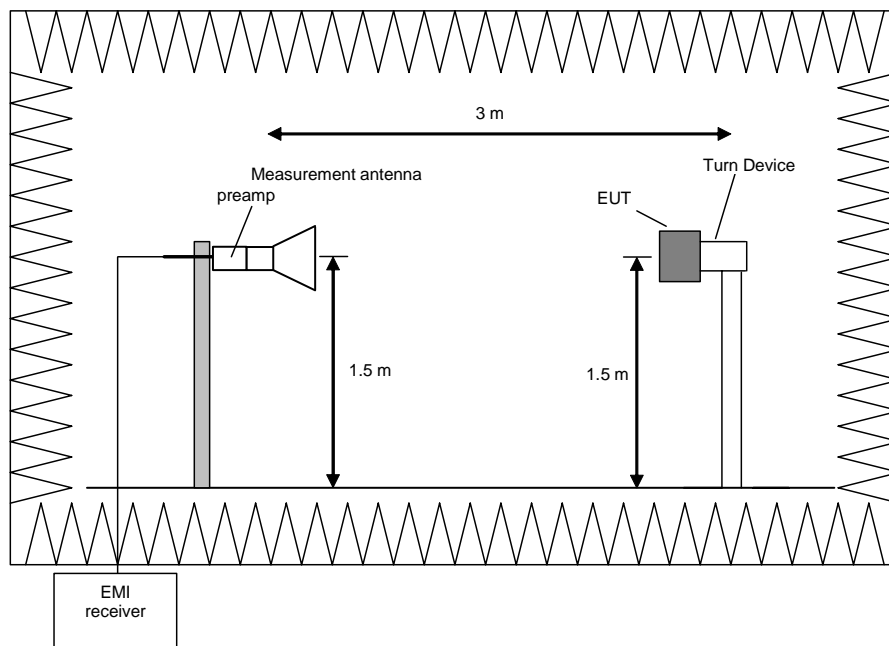 3 m
Measurement antenna
preamp
Turn Device
EUT
1.5 m
1.5 m
EMI
receiver